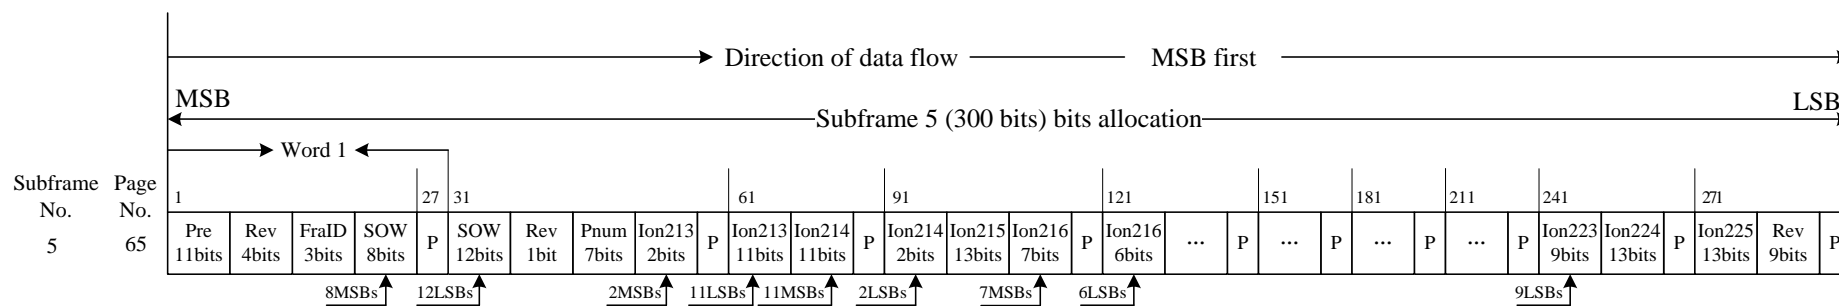 Direction of data flow MSB first
MSB LSB
Subframe 5 (300 bits) bits allocation
Word 1
Subframe No. Page No. 1 27 31 61 91 121 151 181 211 241 271
5 65 Pre 11bits Rev 4bits FraID 3bits SOW 8bits P SOW 12bits Rev 1bit Pnum 7bits Ion213 2bits P Ion213 11bits Ion214 11bits P Ion214 2bits Ion215 13bits Ion216 7bits P Ion216 6bits ... P ... P ... P ... P Ion223 9bits Ion224 13bits P Ion225 13bits Rev 9bits P
8MSBs 12LSBs 2MSBs 11LSBs 11MSBs 2LSBs 7MSBs 6LSBs 9LSBs